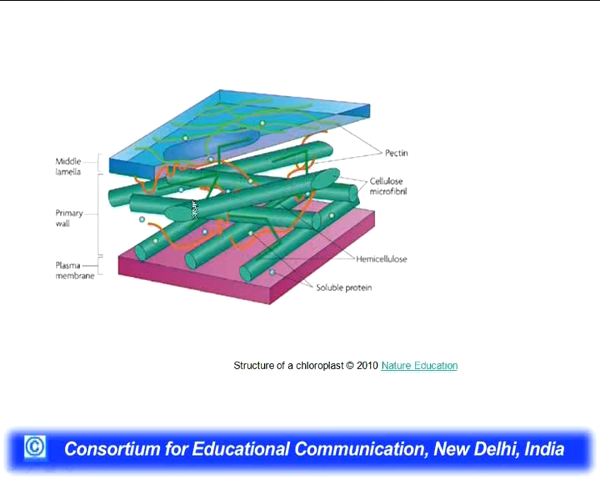 Pectin
Middle
lamella
Cellulose
microfibril
Primary
wall
Hemicellulose
Plasma
membrane
Soluble protein
Structure of a chloroplast © 2010 Nature Education
© Consortium for Educational Communication, New Delhi, India